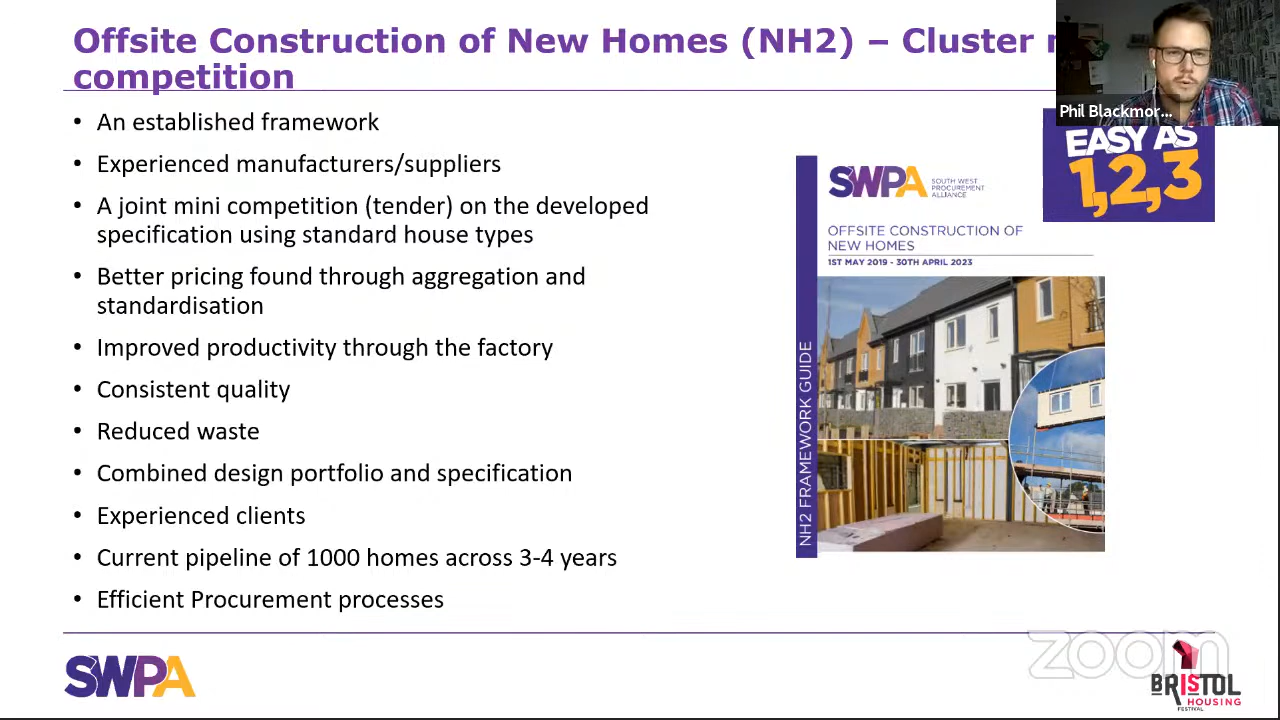 Offsite Construction of New Homes (NH2) – Cluster
competition
Phil Blackmor...
• An established framework
• Experienced manufacturers/suppliers
• A joint mini competition (tender) on the developed
specification using standard house types
• Better pricing found through aggregation and
standardisation
• Improved productivity through the factory
• Consistent quality
• Reduced waste
• Combined design portfolio and specification
• Experienced clients
• Current pipeline of 1000 homes across 3-4 years
• Efficient Procurement processes
EASY AS
1,2,3
SWPA
SOUTH WEST
PROCUREMENT
ALLIANCE
OFFSITE CONSTRUCTION OF
NEW HOMES
1ST MAY 2019 - 30TH APRIL 2023
NH2 FRAMEWORK GUIDE
SWPA
zoom
BRISTOL
HOUSING
FESTIVAL